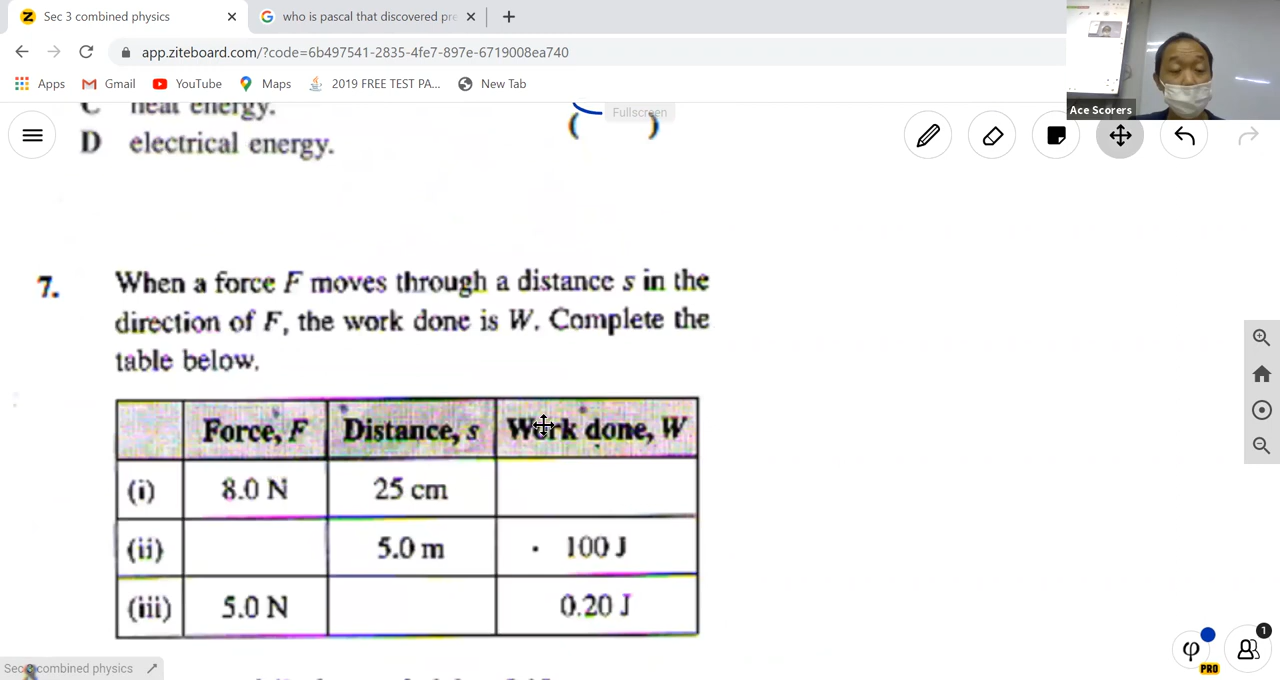 Sec 3 combined physics
who is pascal that discovered pre
app.ziteboard.com/?code=6b497541-2835-4fe7-897e-6719008ea740
Apps
Gmail
YouTube
Maps
2019 FREE TEST PA...
New Tab
Ace Scorers
C heat energy.
Fullscreen
D electrical energy.
( )
7. When a force F moves through a distance s in the
direction of F, the work done is W. Complete the
table below.
Force, F Distance, s Work done, W
(i) 8.0 N 25 cm
(ii) 5.0 m 100 J
(iii) 5.0 N 0.20 J
Sec 3 combined physics
φ PRO
1